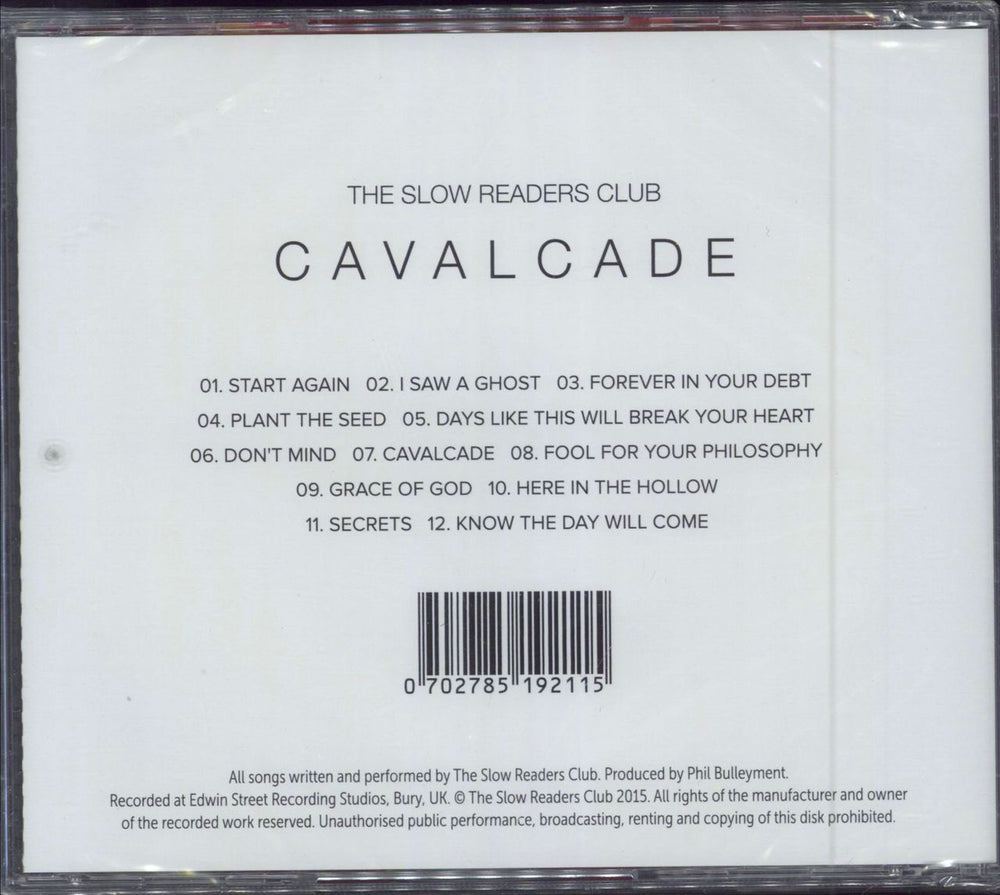 THE SLOW READERS CLUB
CAVALCADE
01. START AGAIN 02. I SAW A GHOST 03. FOREVER IN YOUR DEBT
04. PLANT THE SEED 05. DAYS LIKE THIS WILL BREAK YOUR HEART
06. DON'T MIND 07. CAVALCADE 08. FOOL FOR YOUR PHILOSOPHY
09. GRACE OF GOD 10. HERE IN THE HOLLOW
11. SECRETS 12. KNOW THE DAY WILL COME
0 702785 192115
All songs written and performed by The Slow Readers Club. Produced by Phil Bulleyment.
Recorded at Edwin Street Recording Studios, Bury, UK. © The Slow Readers Club 2015. All rights of the manufacturer and owner
of the recorded work reserved. Unauthorised public performance, broadcasting, renting and copying of this disk prohibited.